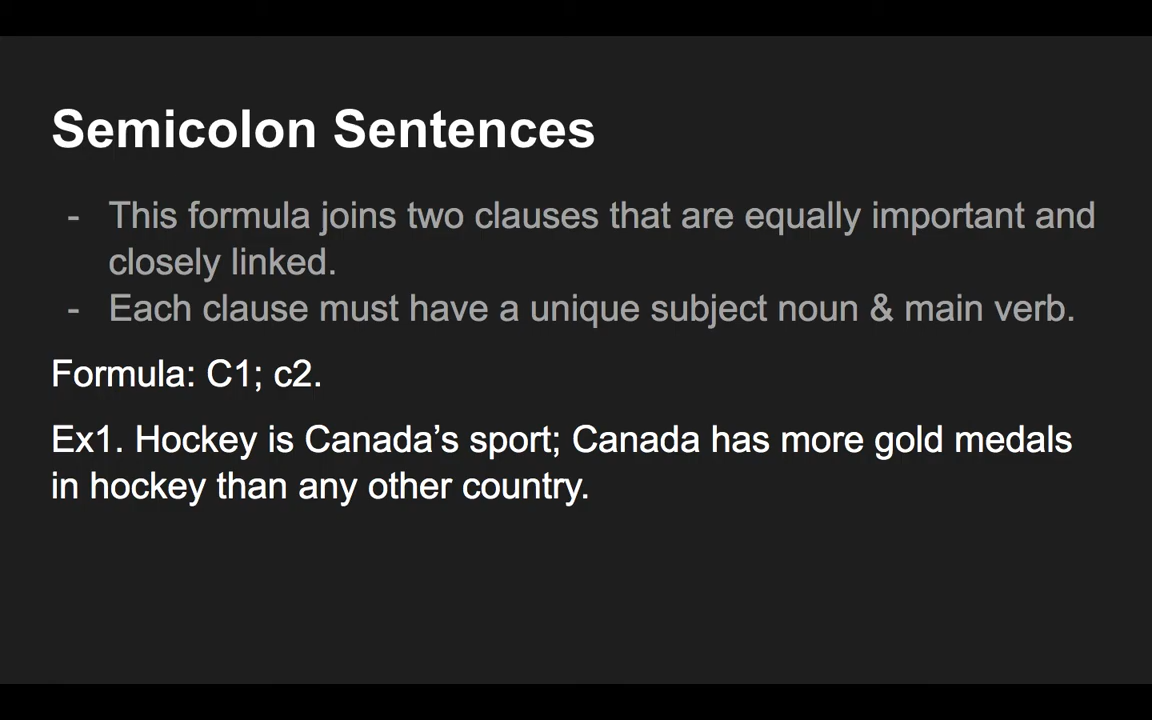 Semicolon Sentences
- This formula joins two clauses that are equally important and
closely linked.
- Each clause must have a unique subject noun & main verb.
Formula: C1; c2.
Ex1. Hockey is Canada’s sport; Canada has more gold medals
in hockey than any other country.